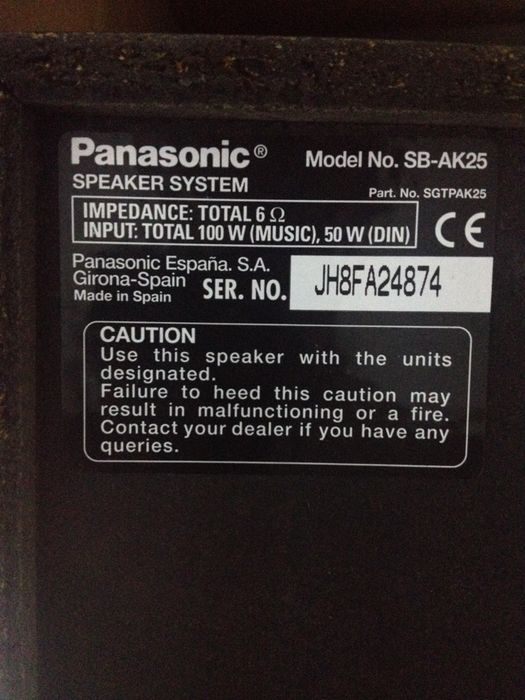 Panasonic® Model No. SB-AK25
SPEAKER SYSTEM Part. No. SGTPAK25
IMPEDANCE: TOTAL 6 Ω
INPUT: TOTAL 100 W (MUSIC), 50 W (DIN)
CE
Panasonic España. S.A.
Girona-Spain
Made in Spain
SER. NO. JH8FA24874
CAUTION
Use this speaker with the units
designated.
Failure to heed this caution may
result in malfunctioning or a fire.
Contact your dealer if you have any
queries.